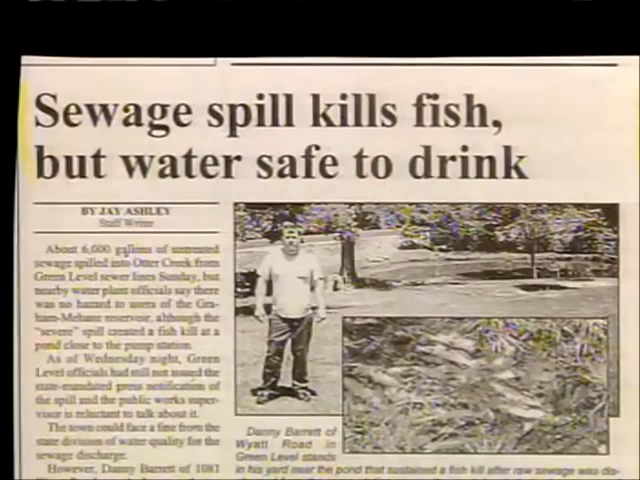 Sewage spill kills fish,
but water safe to drink
BY JAY ASHLEY
Staff Writer
About 6,000 gallons of untreated
sewage spilled into Otter Creek from
Green Level sewer lines Sunday, but
nearby water plant officials say there
was no hazard to users of the Gra-
ham-Mebane reservoir, although the
"severe" spill created a fish kill at a
pond close to the pump station.
As of Wednesday night, Green
Level officials had still not issued the
state-mandated press notification of
the spill and the public works super-
visor is reluctant to talk about it.
The town could face a fine from the
state division of water quality for the
sewage discharge.
However, Danny Barrett of 1081
Danny Barrett of
Wyatt Road in
Green Level stands
in his yard near the pond that sustained a fish kill after raw sewage was dis-